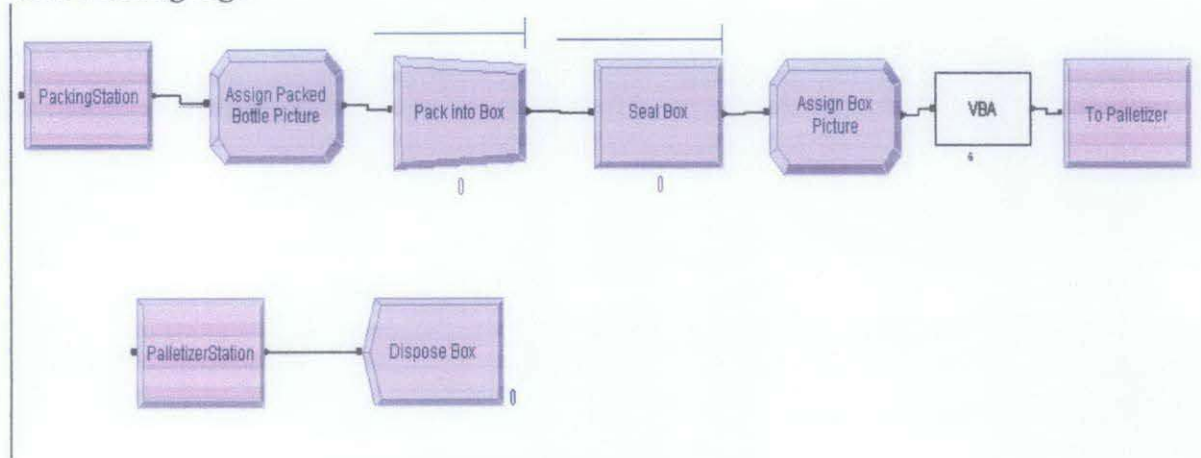 PackingStation
Assign Packed
Bottle Picture
Pack into Box
0
Seal Box
0
Assign Box
Picture
VBA
6
To Palletizer
PalletizerStation
Dispose Box
0